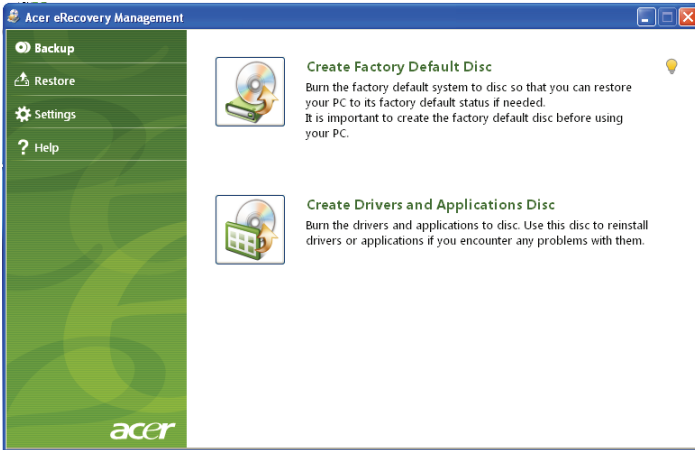 Acer eRecovery Management
Backup
Restore
Settings
? Help
Create Factory Default Disc
Burn the factory default system to disc so that you can restore
your PC to its factory default status if needed.
It is important to create the factory default disc before using
your PC.
Create Drivers and Applications Disc
Burn the drivers and applications to disc. Use this disc to reinstall
drivers or applications if you encounter any problems with them.
acer